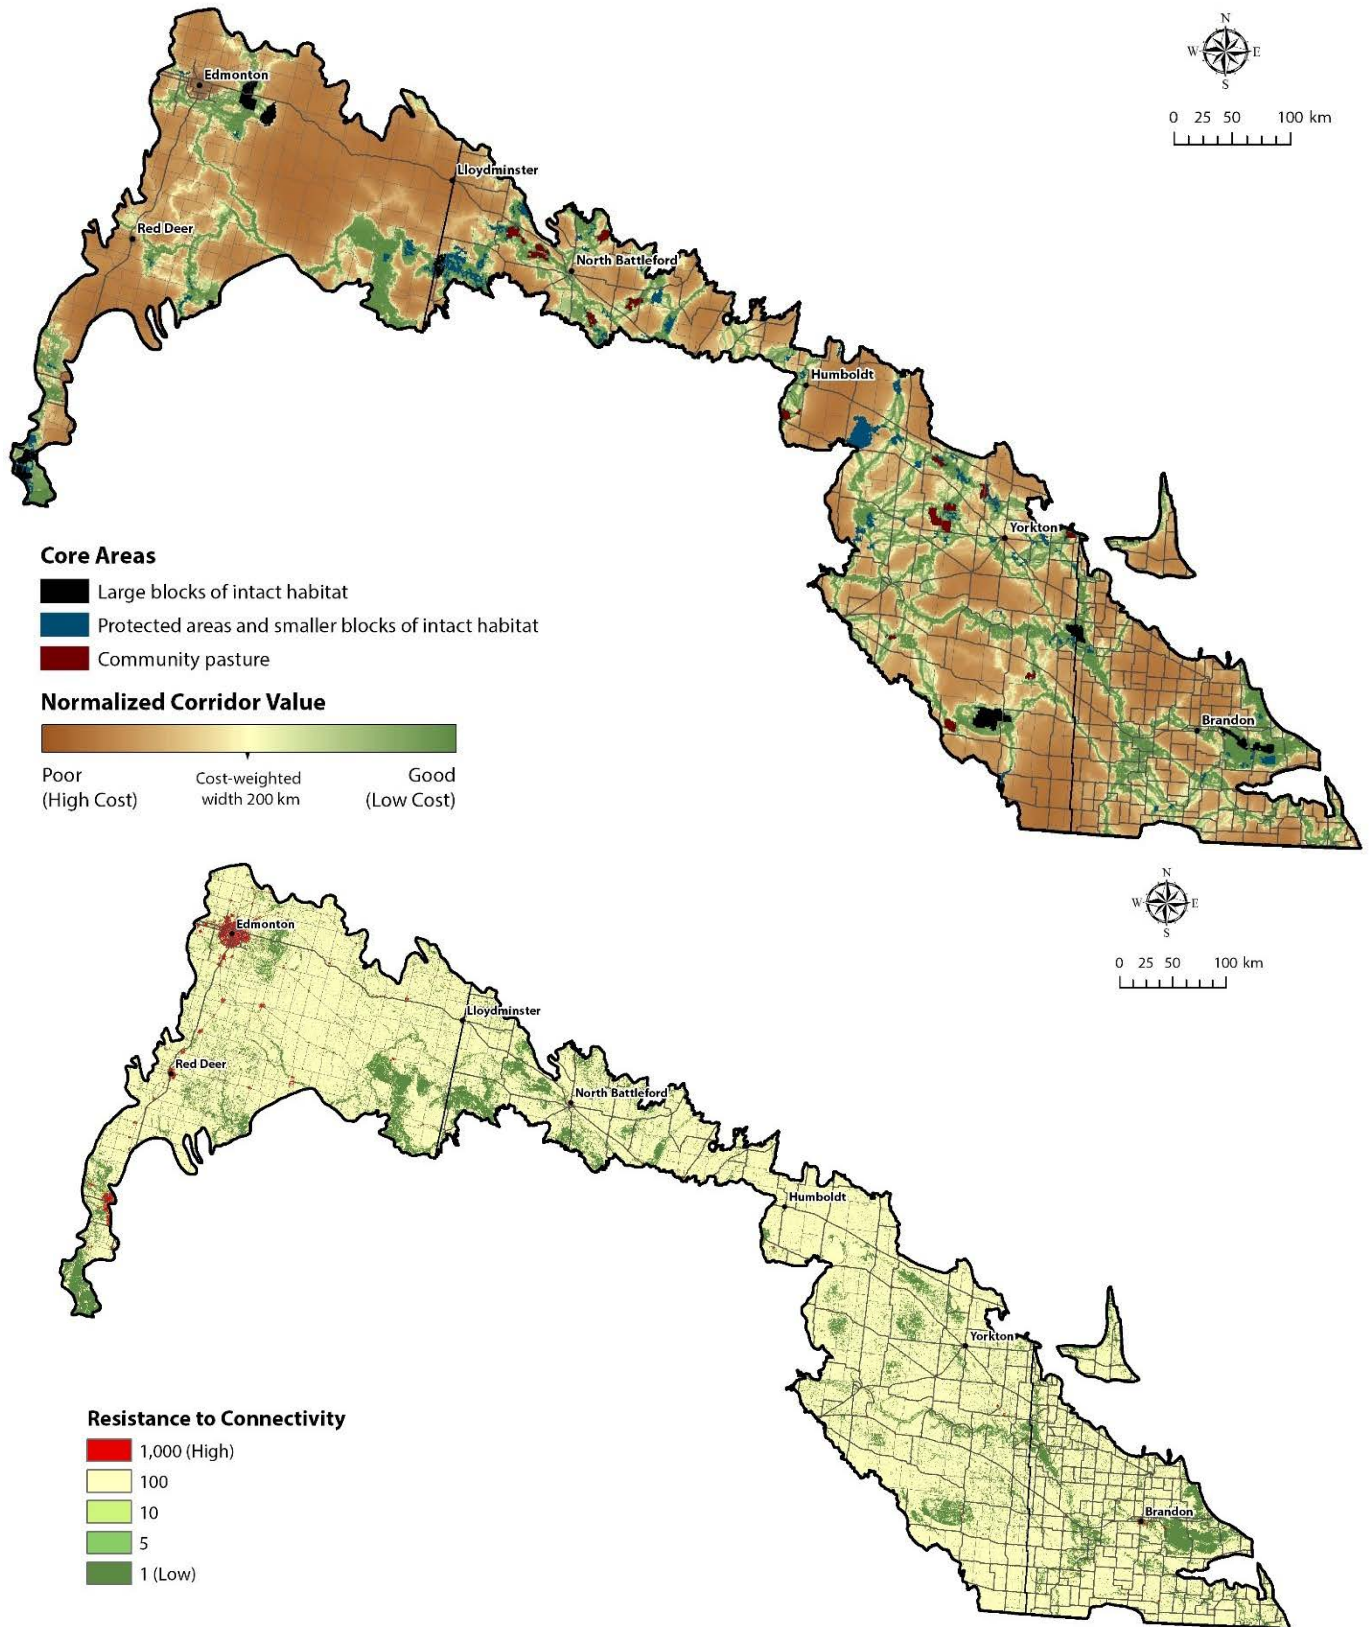 N
W E
S
0 25 50 100 km
Edmonton
Lloydminster
Red Deer
North Battleford
Humboldt
Yorkton
Brandon
Core Areas
Large blocks of intact habitat
Protected areas and smaller blocks of intact habitat
Community pasture
Normalized Corridor Value
Poor
(High Cost)
Cost-weighted
width 200 km
Good
(Low Cost)
N
W E
S
0 25 50 100 km
Edmonton
Lloydminster
Red Deer
North Battleford
Humboldt
Yorkton
Brandon
Resistance to Connectivity
1,000 (High)
100
10
5
1 (Low)